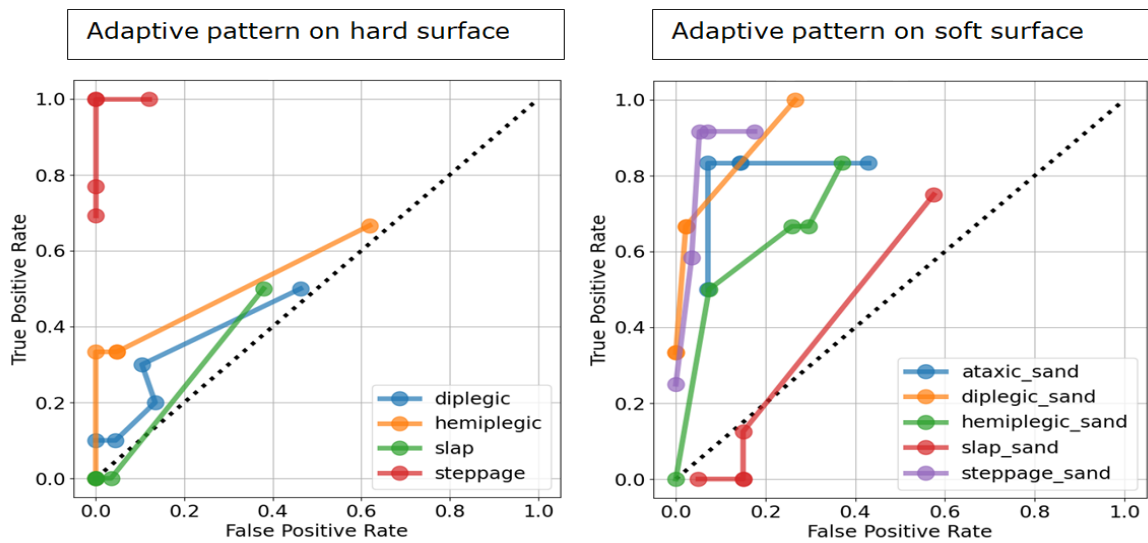 Adaptive pattern on hard surface
Adaptive pattern on soft surface
True Positive Rate
1.0
0.8
0.6
0.4
0.2
0.0
0.0 0.2 0.4 0.6 0.8 1.0
False Positive Rate
diplegic
hemiplegic
slap
steppage
True Positive Rate
1.0
0.8
0.6
0.4
0.2
0.0
0.0 0.2 0.4 0.6 0.8 1.0
False Positive Rate
ataxic_sand
diplegic_sand
hemiplegic_sand
slap_sand
steppage_sand